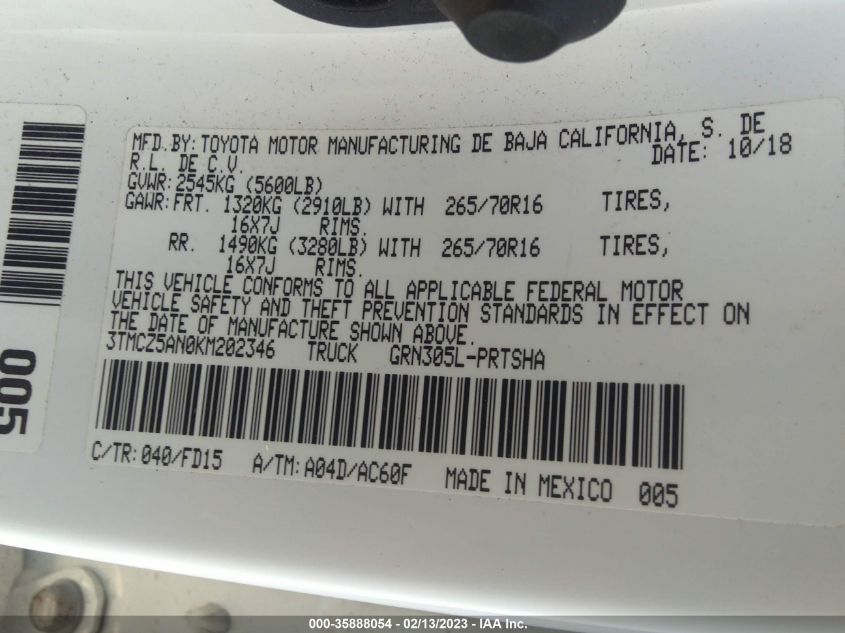 MFD.BY: TOYOTA MOTOR MANUFACTURING DE BAJA CALIFORNIA, S. DE
R.L. DE C.V. DATE: 10/18
GVWR: 2545KG (5600LB)
GAWR: FRT. 1320KG (2910LB) WITH 265/70R16 TIRES,
16X7J RIMS.
RR. 1490KG (3280LB) WITH 265/70R16 TIRES,
16X7J RIMS.
THIS VEHICLE CONFORMS TO ALL APPLICABLE FEDERAL MOTOR
VEHICLE SAFETY AND THEFT PREVENTION STANDARDS IN EFFECT ON
THE DATE OF MANUFACTURE SHOWN ABOVE.
3TMCZ5AN0KM202346 TRUCK GRN305L-PRTSHA
C/TR: 040/FD15 A/TM: A04D/AC60F MADE IN MEXICO 005
005
000-35888054 — 02/13/2023 — IAA Inc.